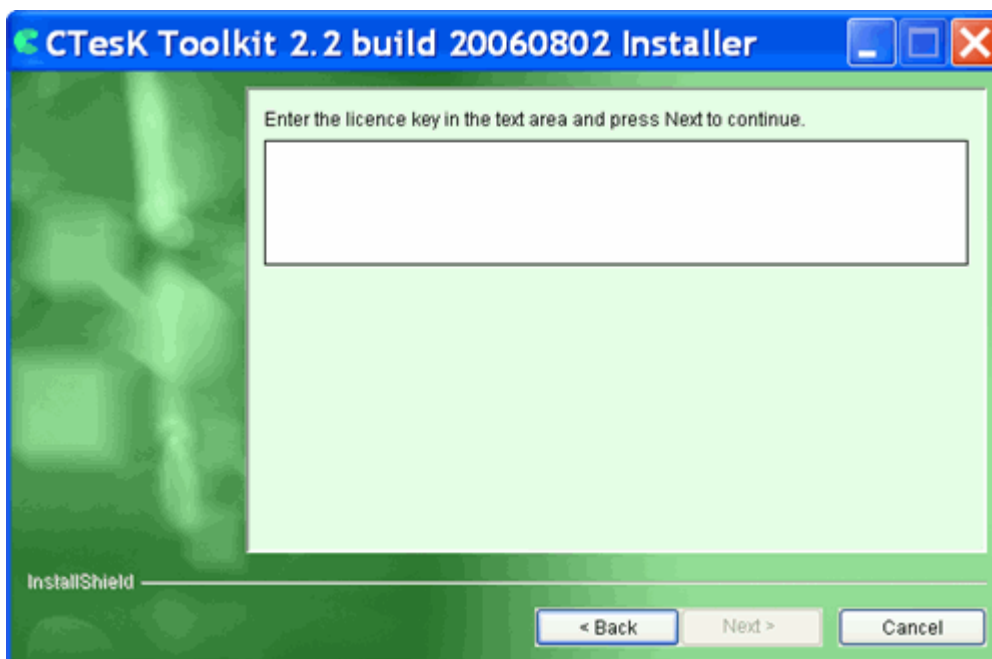 CTesK Toolkit 2.2 build 20060802 Installer
Enter the licence key in the text area and press Next to continue.
InstallShield
< Back
Next >
Cancel